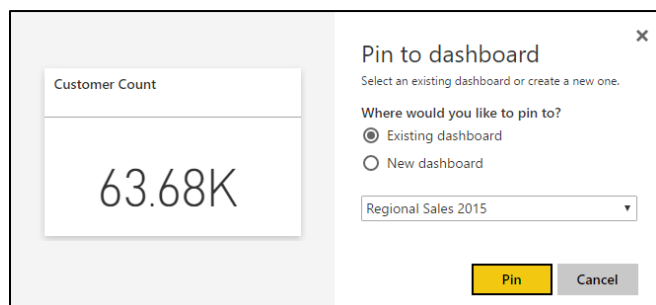 Customer Count
63.68K
Pin to dashboard
Select an existing dashboard or create a new one.
Where would you like to pin to?
Existing dashboard
New dashboard
Regional Sales 2015
Pin
Cancel